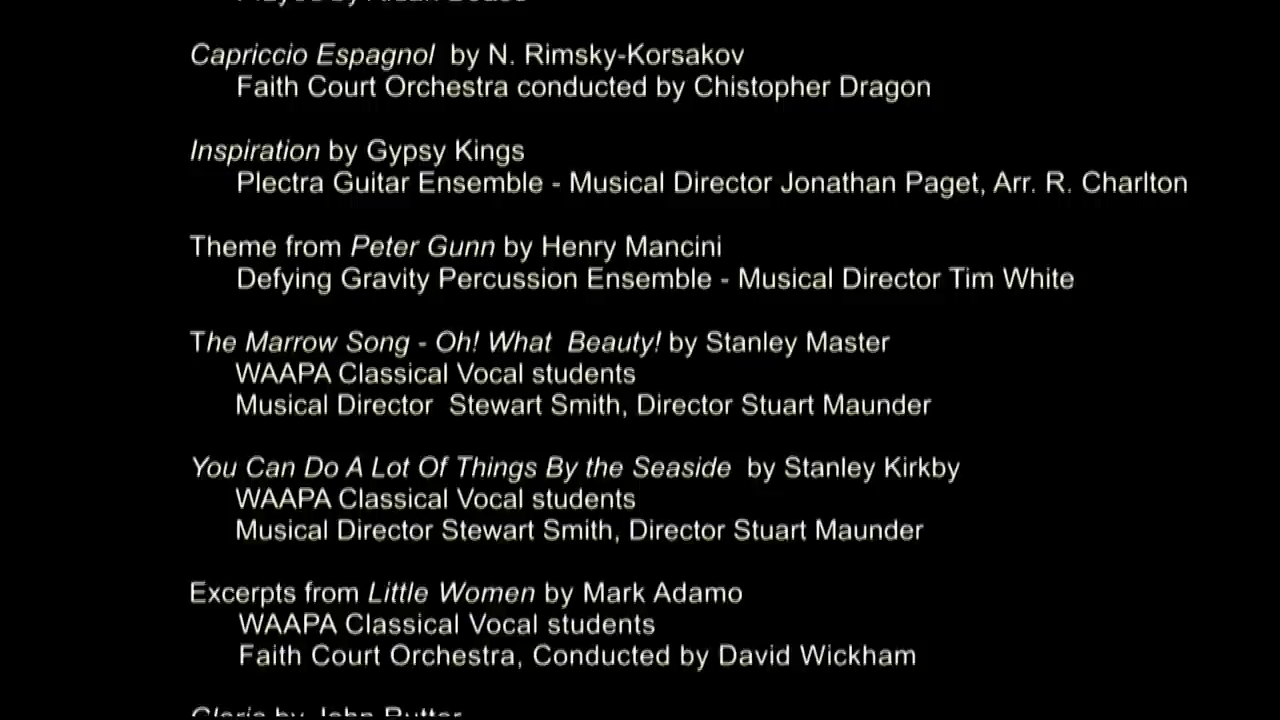 Capriccio Espagnol by N. Rimsky-Korsakov
Faith Court Orchestra conducted by Chistopher Dragon
Inspiration by Gypsy Kings
Plectra Guitar Ensemble - Musical Director Jonathan Paget, Arr. R. Charlton
Theme from Peter Gunn by Henry Mancini
Defying Gravity Percussion Ensemble - Musical Director Tim White
The Marrow Song - Oh! What Beauty! by Stanley Master
WAAPA Classical Vocal students
Musical Director Stewart Smith, Director Stuart Maunder
You Can Do A Lot Of Things By the Seaside by Stanley Kirkby
WAAPA Classical Vocal students
Musical Director Stewart Smith, Director Stuart Maunder
Excerpts from Little Women by Mark Adamo
WAAPA Classical Vocal students
Faith Court Orchestra, Conducted by David Wickham
Gloria by John Rutter